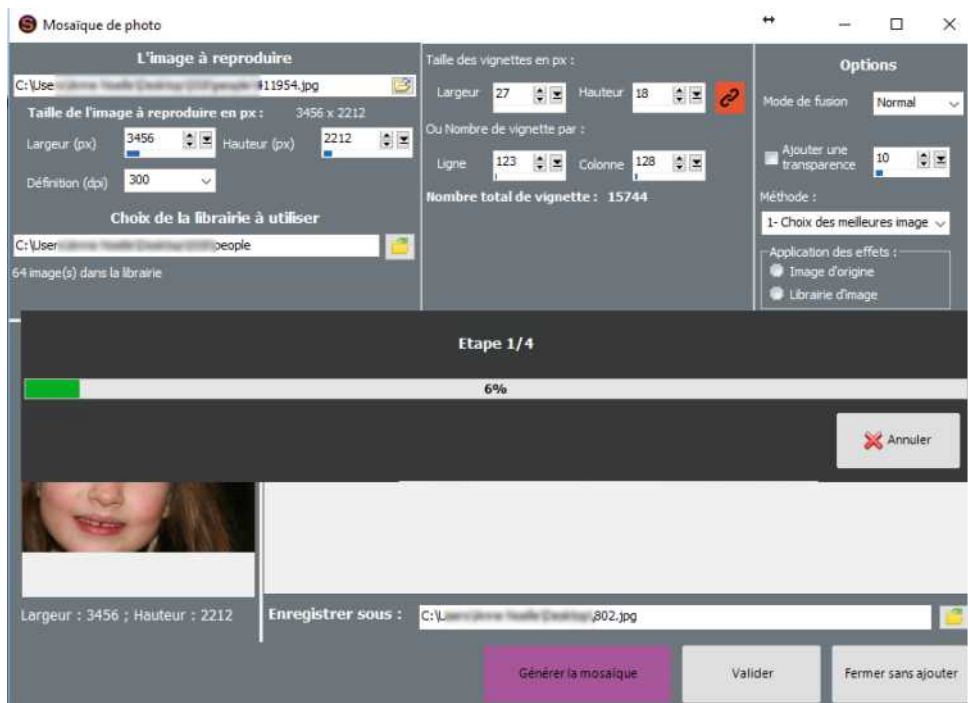 Mosaïque de photo
L'image à reproduire
C:\Use 411954.jpg
Taille de l'image à reproduire en px : 3456 x 2212
Largeur (px) 3456 Hauteur (px) 2212
Définition (dpi) 300
Choix de la librairie à utiliser
C:\User people
64 image(s) dans la librairie
Taille des vignettes en px :
Largeur 27 Hauteur 18
Ou Nombre de vignette par :
Ligne 123 Colonne 128
Nombre total de vignette : 15744
Options
Mode de fusion Normal
Ajouter une
transparence 10
Méthode :
1- Choix des meilleures image
Application des effets :
Image d'origine
Librairie d'image
Etape 1/4
6%
Annuler
Largeur : 3456 ; Hauteur : 2212
Enregistrer sous : 802.jpg
Générer la mosaïque
Valider
Fermer sans ajouter